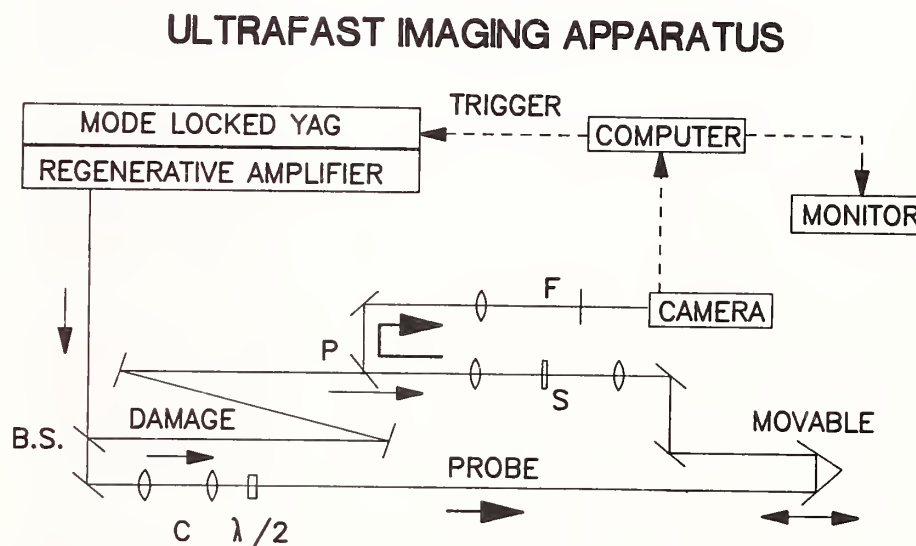 ULTRAFAST IMAGING APPARATUS
MODE LOCKED YAG
REGENERATIVE AMPLIFIER
TRIGGER
COMPUTER
MONITOR
F
CAMERA
P
S
DAMAGE
B.S.
MOVABLE
PROBE
C λ/2